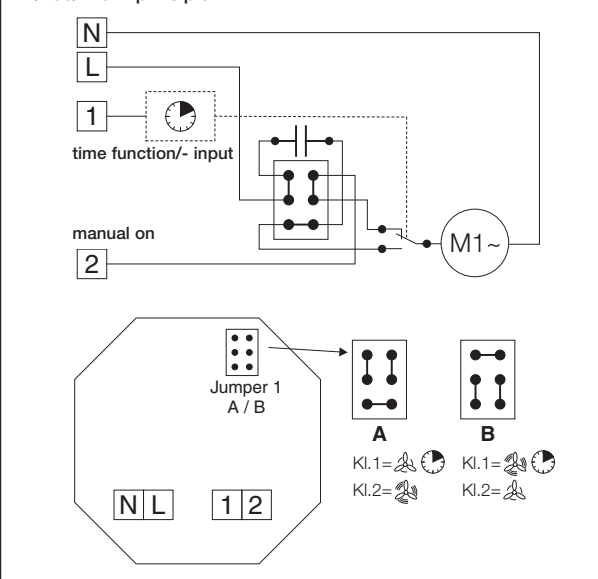 N
L
1
time function/- input
manual on
2
M1~
Jumper 1
A / B
A
B
Kl.1=
Kl.2=
Kl.1=
Kl.2=
N L
1 2